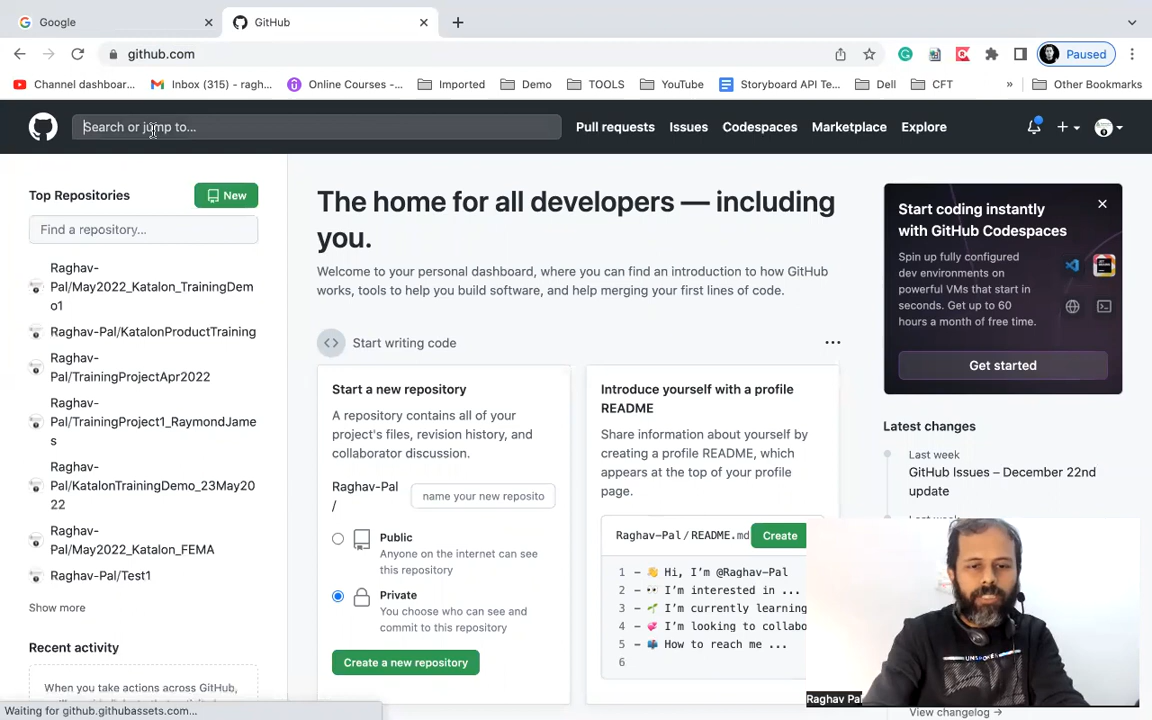 Google
GitHub
github.com
Paused
Channel dashboar...
Inbox (315) - ragh...
Online Courses -...
Imported
Demo
TOOLS
YouTube
Storyboard API Te...
Dell
CFT
»
Other Bookmarks
Search or jump to...
Pull requests
Issues
Codespaces
Marketplace
Explore
Top Repositories
New
Find a repository...
Raghav-
Pal/May2022_Katalon_TrainingDem
o1
Raghav-Pal/KatalonProductTraining
Raghav-
Pal/TrainingProjectApr2022
Raghav-
Pal/TrainingProject1_RaymondJame
s
Raghav-
Pal/KatalonTrainingDemo_23May20
22
Raghav-
Pal/May2022_Katalon_FEMA
Raghav-Pal/Test1
Show more
Recent activity
When you take actions across GitHub,
Waiting for github.githubassets.com...
The home for all developers — including
you.
Welcome to your personal dashboard, where you can find an introduction to how GitHub
works, tools to help you build software, and help merging your first lines of code.
Start writing code
Start a new repository
A repository contains all of your
project's files, revision history, and
collaborator discussion.
Raghav-Pal
/
name your new reposito
Public
Anyone on the internet can see
this repository
Private
You choose who can see and
commit to this repository
Create a new repository
Introduce yourself with a profile
README
Share information about yourself by
creating a profile README, which
appears at the top of your profile
page.
Raghav-Pal / README.md
Create
1 - 👋 Hi, I'm @Raghav-Pal
2 - 👀 I'm interested in ...
3 - 🌱 I'm currently learning
4 - 💞️ I'm looking to collabo
5 - 📫 How to reach me ...
6
Start coding instantly
with GitHub Codespaces
Spin up fully configured
dev environments on
powerful VMs that start in
seconds. Get up to 60
hours a month of free time.
Get started
Latest changes
Last week
GitHub Issues – December 22nd
update
Last week
UNSPOKEN
Raghav Pal
View changelog →